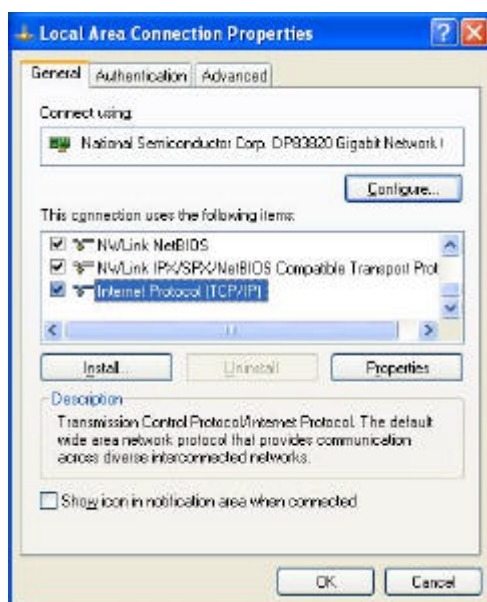 Local Area Connection Properties
General Authentication Advanced
Connect using:
National Semiconductor Corp. DP83820 Gigabit Network
Configure...
This connection uses the following items:
NWLink NetBIOS
NWLink IPX/SPX/NetBIOS Compatible Transport Prot
Internet Protocol (TCP/IP)
Install... Uninstall Properties
Description
Transmission Control Protocol/Internet Protocol. The default
wide area network protocol that provides communication
across diverse interconnected networks.
Show icon in notification area when connected
OK Cancel